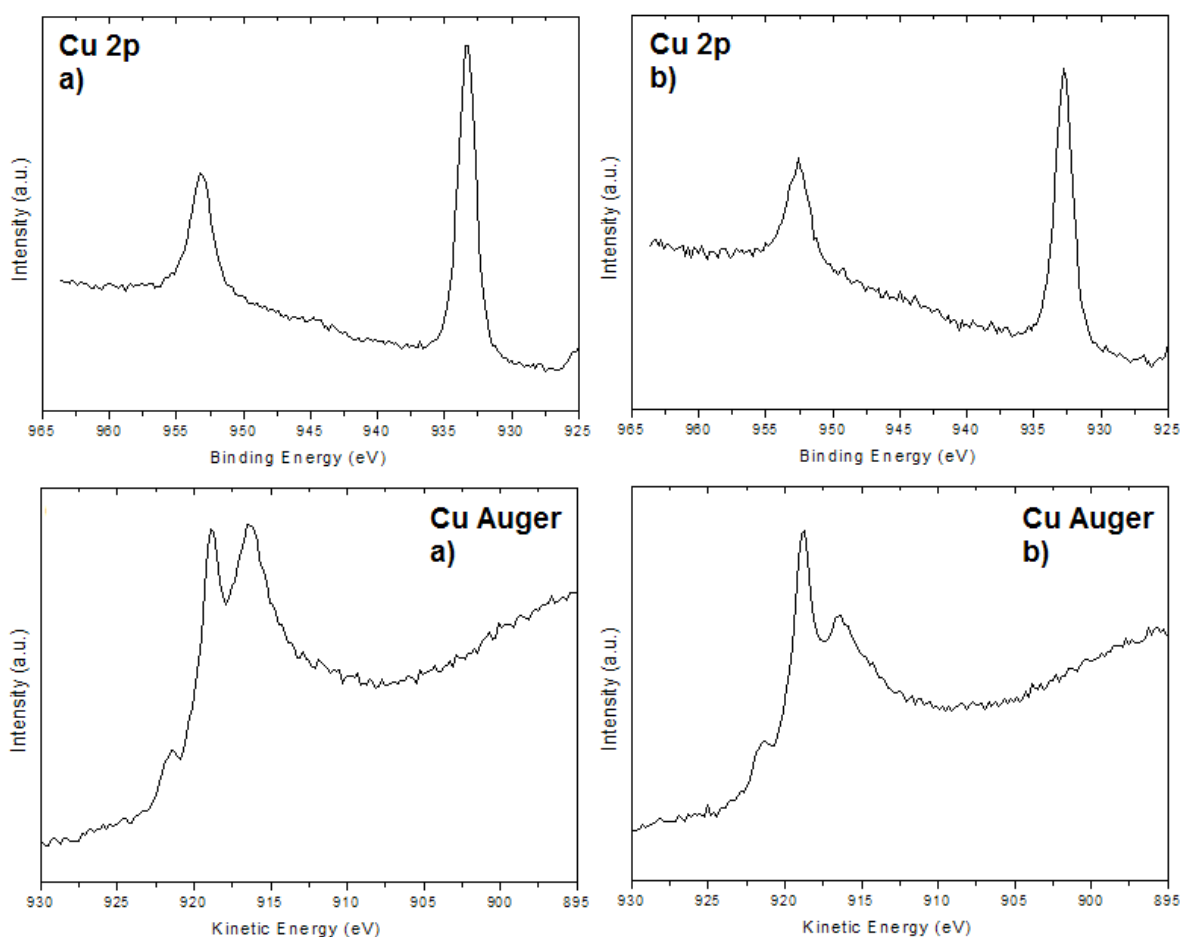 Cu 2p
a)
Intensity (a.u.)
965 960 955 950 945 940 935 930 925
Binding Energy (eV)
Cu 2p
b)
Intensity (a.u.)
965 960 955 950 945 940 935 930 925
Binding Energy (eV)
Cu Auger
a)
Intensity (a.u.)
930 925 920 915 910 905 900 895
Kinetic Energy (eV)
Cu Auger
b)
Intensity (a.u.)
930 925 920 915 910 905 900 895
Kinetic Energy (eV)